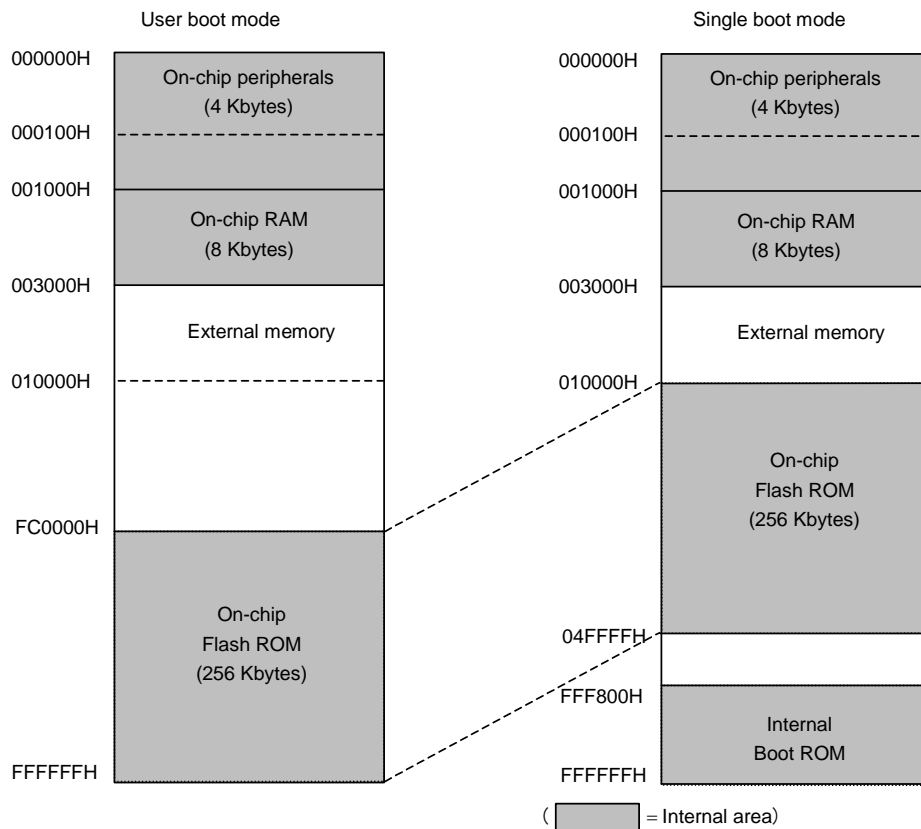 User boot mode
000000H
On-chip peripherals
(4 Kbytes)
000100H
001000H
On-chip RAM
(8 Kbytes)
003000H
External memory
010000H
FC0000H
On-chip
Flash ROM
(256 Kbytes)
FFFFFFH
Single boot mode
000000H
On-chip peripherals
(4 Kbytes)
000100H
001000H
On-chip RAM
(8 Kbytes)
003000H
External memory
010000H
On-chip
Flash ROM
(256 Kbytes)
04FFFFH
FFF800H
Internal
Boot ROM
FFFFFFH
( = Internal area)